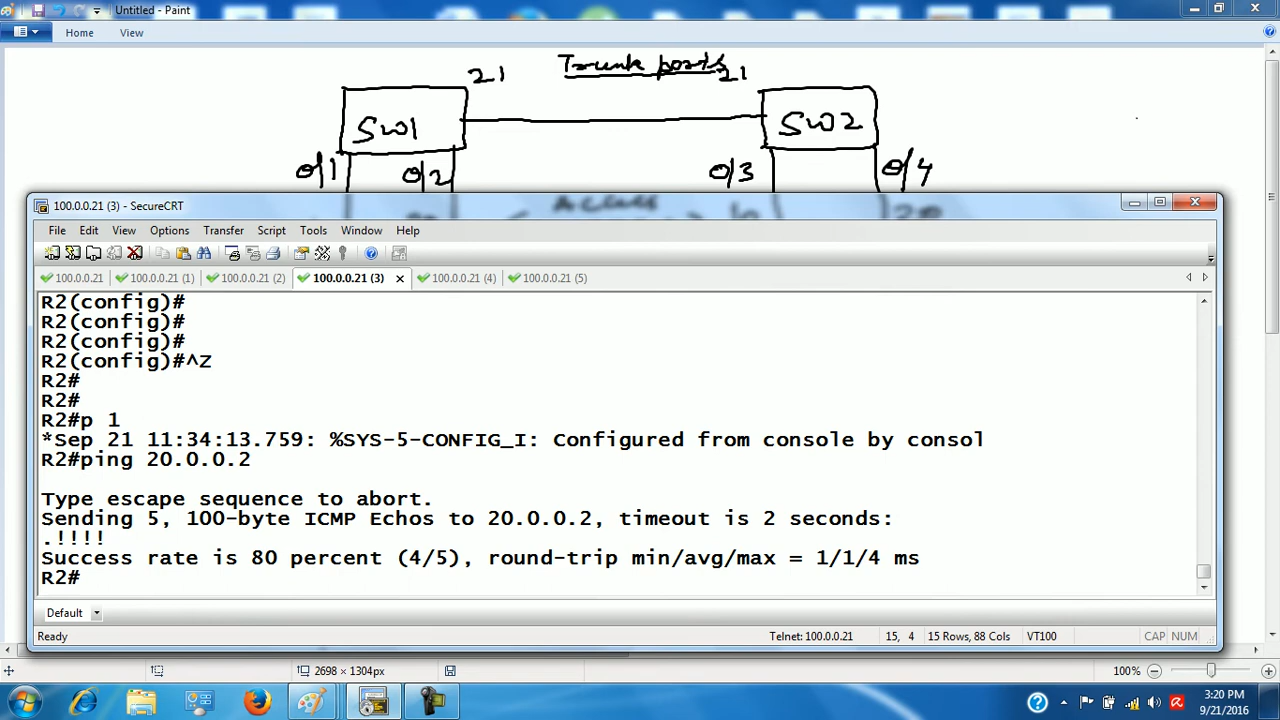 Untitled - Paint
Home View
Trunk ports
21 21
SW1 SW2
0/1 0/2 0/3 0/4
Access
20
100.0.0.21 (3) - SecureCRT
File Edit View Options Transfer Script Tools Window Help
100.0.0.21 100.0.0.21 (1) 100.0.0.21 (2) 100.0.0.21 (3) 100.0.0.21 (4) 100.0.0.21 (5)
R2(config)#
R2(config)#
R2(config)#
R2(config)#^Z
R2#
R2#
R2#p 1
*Sep 21 11:34:13.759: %SYS-5-CONFIG_I: Configured from console by consol
R2#ping 20.0.0.2
Type escape sequence to abort.
Sending 5, 100-byte ICMP Echos to 20.0.0.2, timeout is 2 seconds:
.!!!!
Success rate is 80 percent (4/5), round-trip min/avg/max = 1/1/4 ms
R2#
Default
Ready Telnet: 100.0.0.21 15, 4 15 Rows, 88 Cols VT100 CAP NUM
2698 × 1304px 100%
3:20 PM
9/21/2016